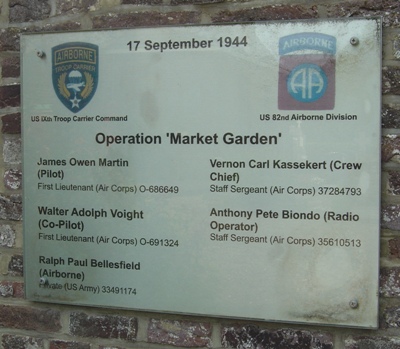 17 September 1944
AIRBORNE
TROOP CARRIER
AIRBORNE
AA
US IXth Troop Carrier Command
US 82nd Airborne Division
Operation 'Market Garden'
James Owen Martin
(Pilot)
First Lieutenant (Air Corps) O-686649
Walter Adolph Voight
(Co-Pilot)
First Lieutenant (Air Corps) O-691324
Ralph Paul Bellesfield
(Airborne)
Private (US Army) 33491174
Vernon Carl Kassekert (Crew
Chief)
Staff Sergeant (Air Corps) 37284793
Anthony Pete Biondo (Radio
Operator)
Staff Sergeant (Air Corps) 35610513